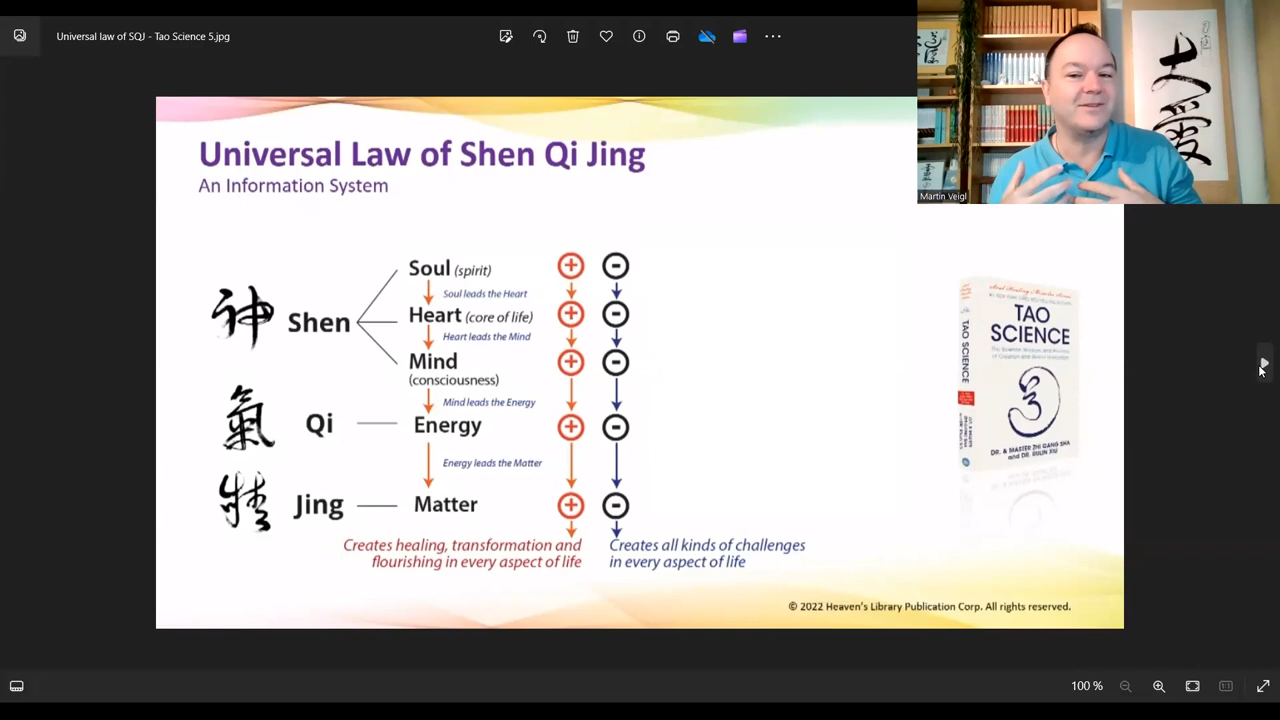 Universal law of SQJ - Tao Science 5.jpg
Martin Veigl
大愛
Universal Law of Shen Qi Jing
An Information System
神
Shen
Soul (spirit)
Soul leads the Heart
Heart (core of life)
Heart leads the Mind
Mind
(consciousness)
Mind leads the Energy
氣
Qi
Energy
Energy leads the Matter
精
Jing
Matter
Creates healing, transformation and
flourishing in every aspect of life
Creates all kinds of challenges
in every aspect of life
TAO
SCIENCE
TAO SCIENCE
DR. & MASTER ZHI GANG SHA
and DR. RULIN XIU
© 2022 Heaven's Library Publication Corp. All rights reserved.
100 %